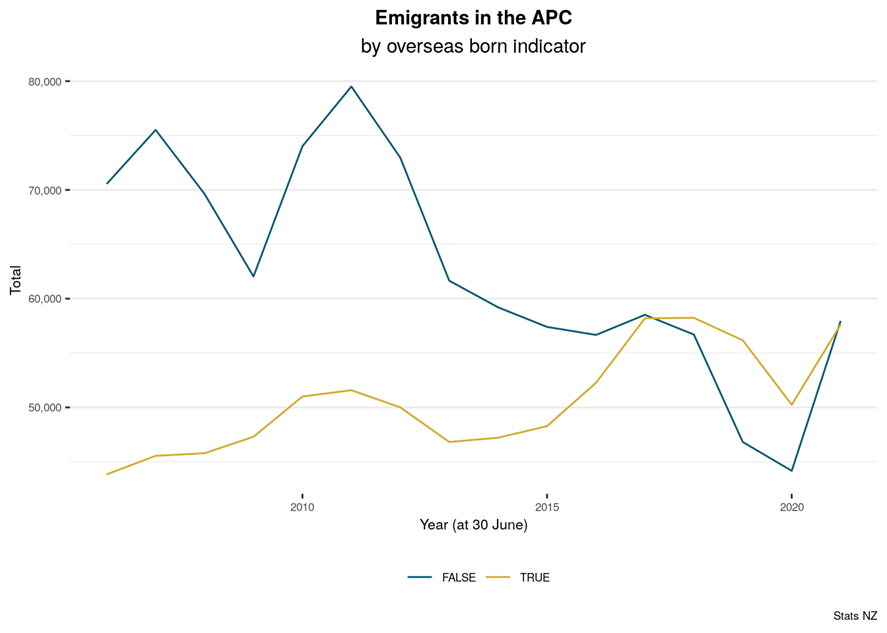 Emigrants in the APC
by overseas born indicator
80,000
70,000
60,000
50,000
Total
2010 2015 2020
Year (at 30 June)
FALSE TRUE
Stats NZ